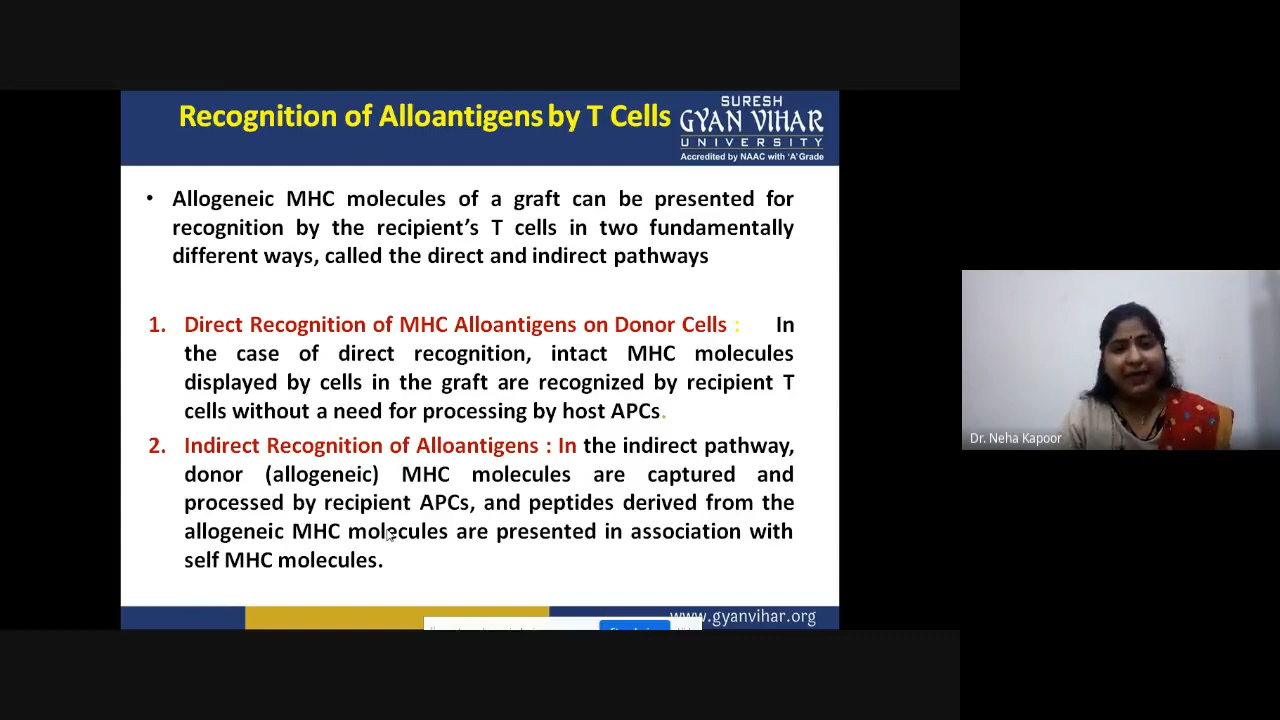 Recognition of Alloantigens by T Cells
SURESH
GYAN VIHAR
UNIVERSITY
Accredited by NAAC with 'A' Grade
• Allogeneic MHC molecules of a graft can be presented for
recognition by the recipient’s T cells in two fundamentally
different ways, called the direct and indirect pathways
1. Direct Recognition of MHC Alloantigens on Donor Cells : In
the case of direct recognition, intact MHC molecules
displayed by cells in the graft are recognized by recipient T
cells without a need for processing by host APCs.
2. Indirect Recognition of Alloantigens : In the indirect pathway,
donor (allogeneic) MHC molecules are captured and
processed by recipient APCs, and peptides derived from the
allogeneic MHC molecules are presented in association with
self MHC molecules.
www.gyanvihar.org
Dr. Neha Kapoor